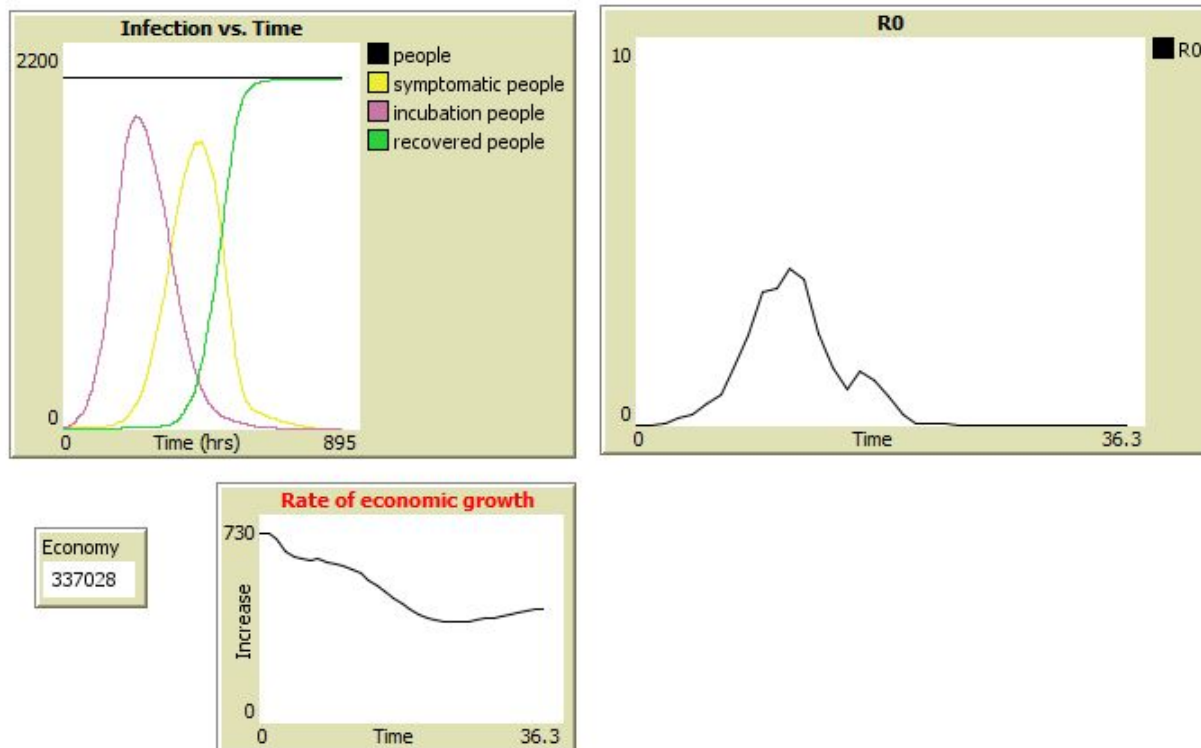 Infection vs. Time
2200
0
0
Time (hrs)
895
people
symptomatic people
incubation people
recovered people
R0
10
0
0
Time
36.3
R0
Economy
337028
Rate of economic growth
730
Increase
0
0
Time
36.3